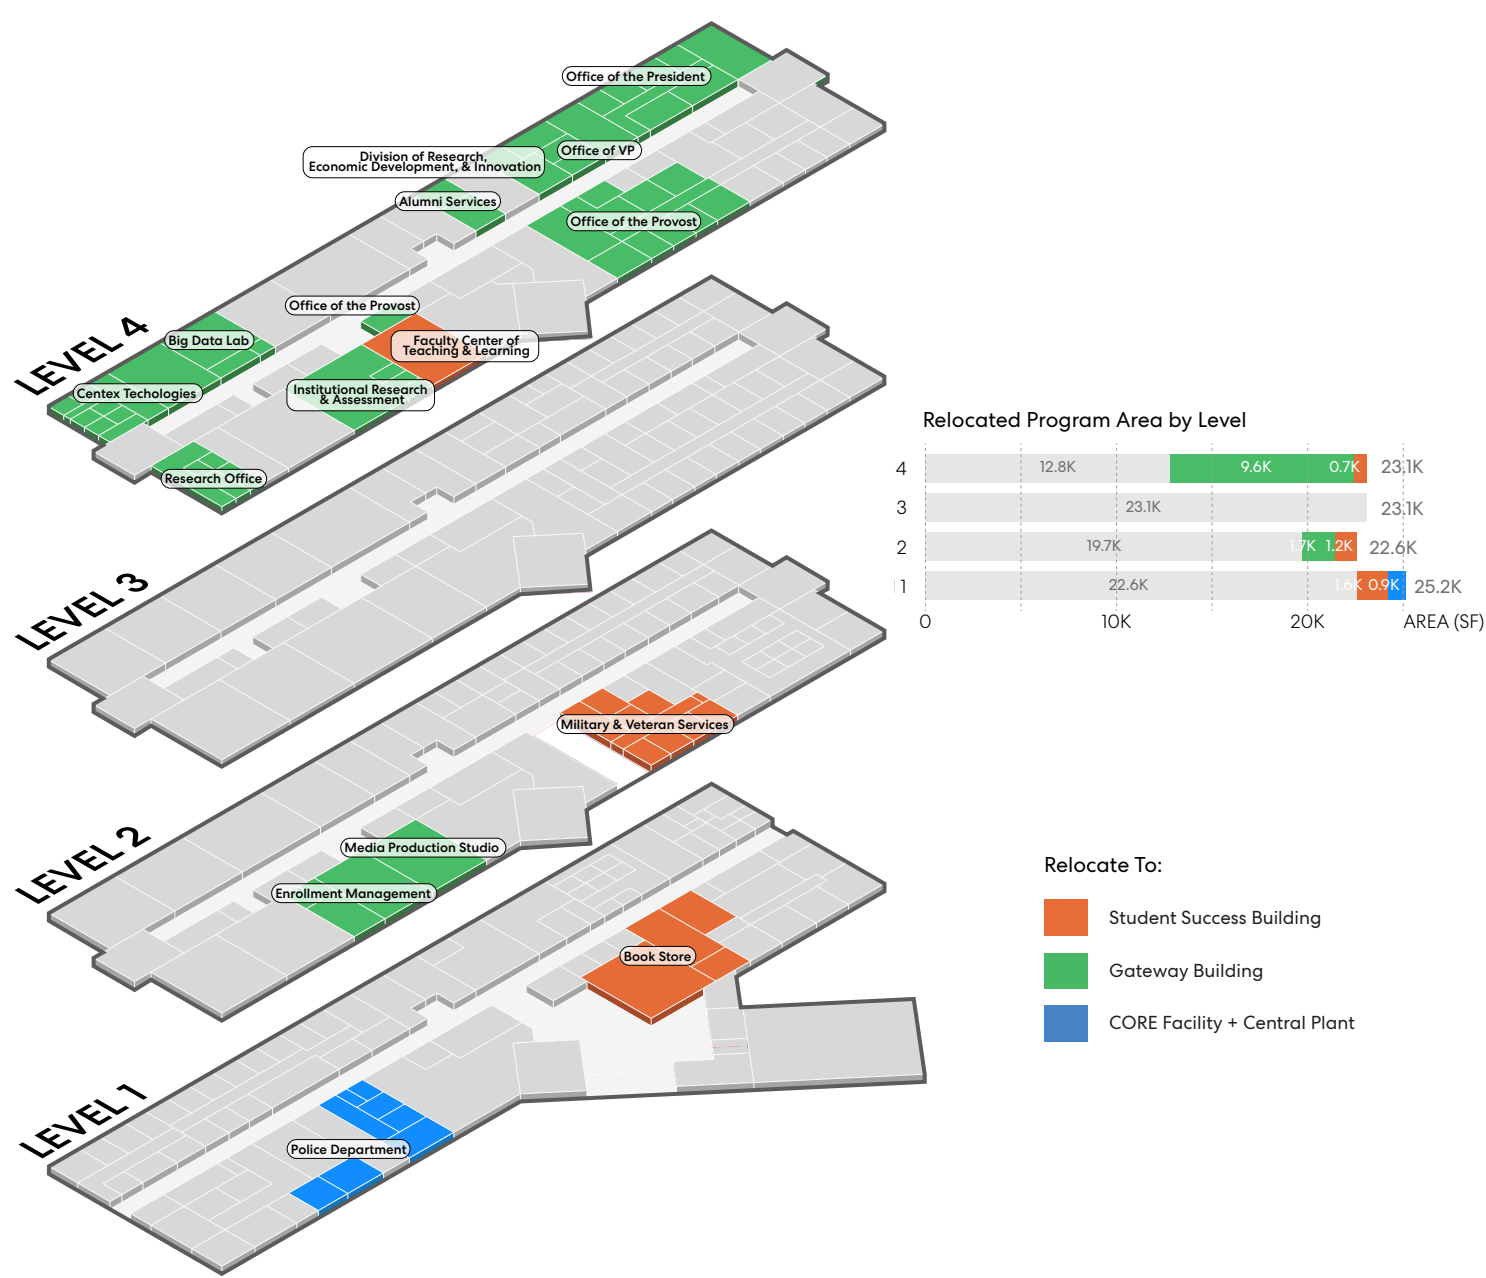 LEVEL 4
Office of the President
Office of VP
Division of Research,
Economic Development, & Innovation
Alumni Services
Office of the Provost
Office of the Provost
Big Data Lab
Faculty Center of
Teaching & Learning
Centex Techologies
Institutional Research
& Assessment
Research Office
LEVEL 3
LEVEL 2
Military & Veteran Services
Media Production Studio
Enrollment Management
LEVEL 1
Book Store
Police Department
Relocated Program Area by Level
4 12.8K 9.6K 0.7K 23.1K
3 23.1K 23.1K
2 19.7K 1.7K 1.2K 22.6K
1 22.6K 1.6K 0.9K 25.2K
0 10K 20K AREA (SF)
Relocate To:
Student Success Building
Gateway Building
CORE Facility + Central Plant